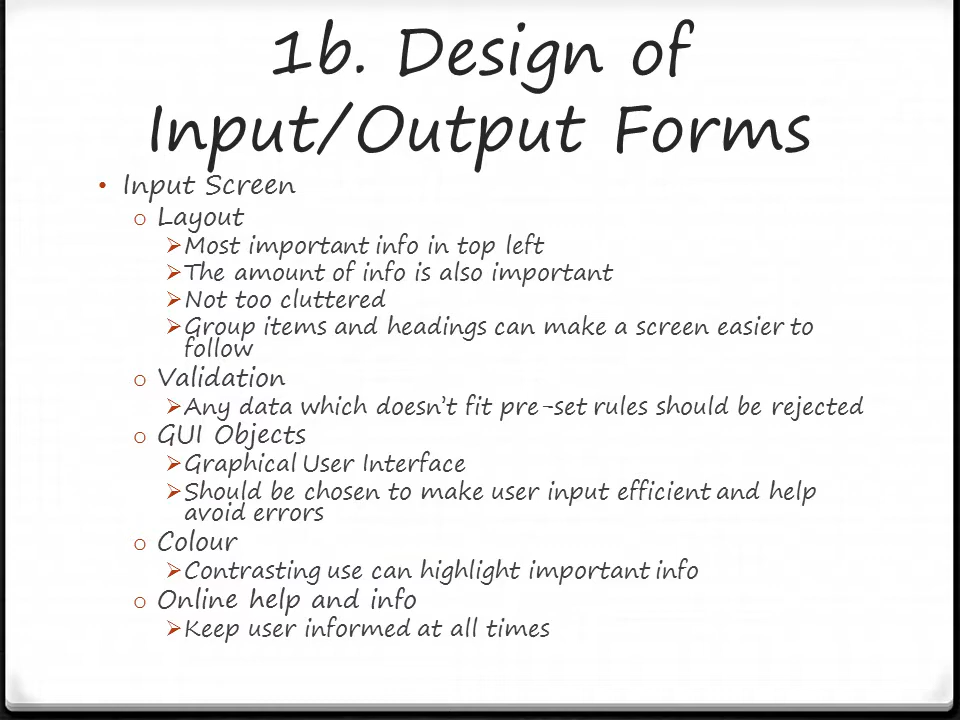 1b. Design of
Input/Output Forms
• Input Screen
o Layout
➢Most important info in top left
➢The amount of info is also important
➢Not too cluttered
➢Group items and headings can make a screen easier to
follow
o Validation
➢Any data which doesn't fit pre-set rules should be rejected
o GUI Objects
➢Graphical User Interface
➢Should be chosen to make user input efficient and help
avoid errors
o Colour
➢Contrasting use can highlight important info
o Online help and info
➢Keep user informed at all times